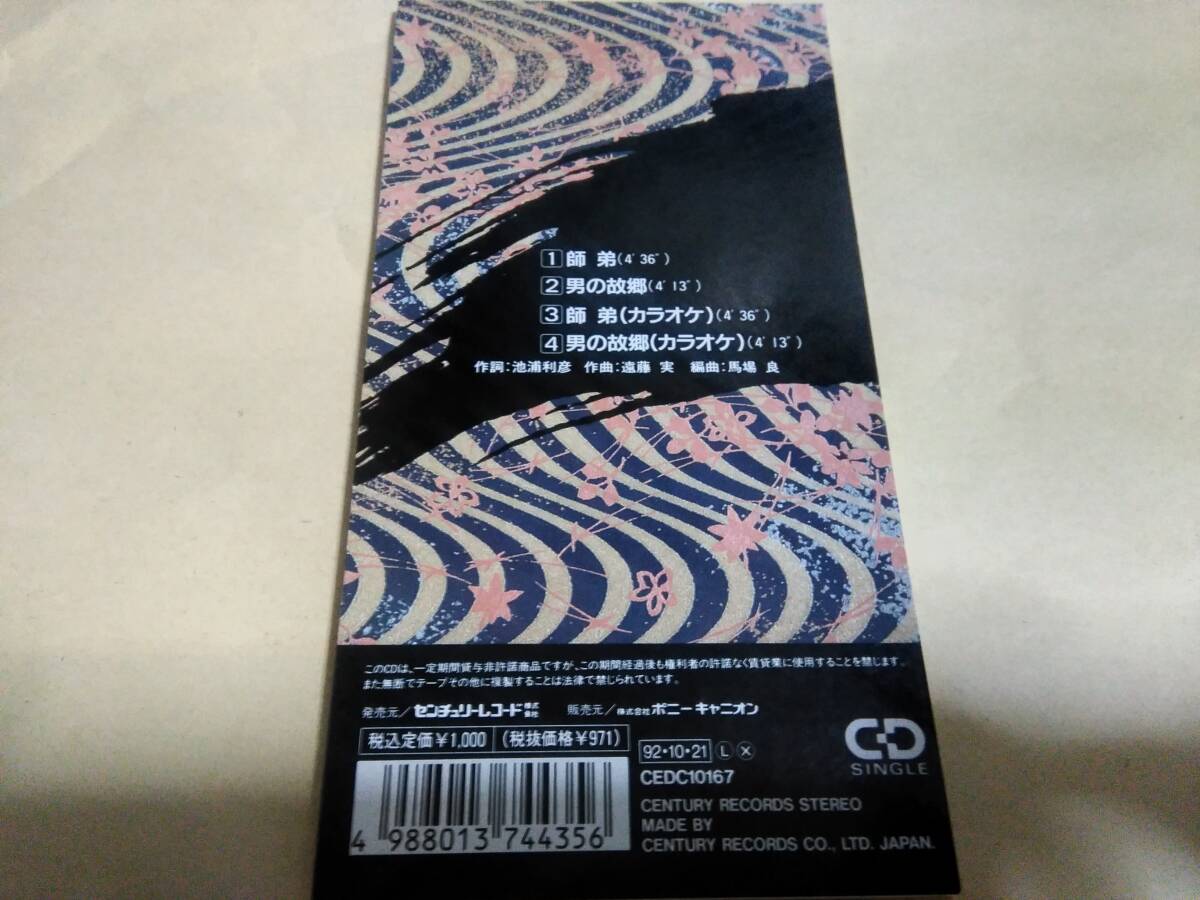 1 師 弟(4′36″)
2 男の故郷(4′13″)
3 師 弟(カラオケ)(4′36″)
4 男の故郷(カラオケ)(4′13″)
作詞:池浦利彦 作曲:遠藤 実 編曲:馬場 良
このCDは、一定期間貸与非許諾商品ですが、この期間経過後も権利者の許諾なく賃貸業に使用することを禁じます。
また無断でテープその他に複製することは法律で禁じられています。
発売元/センチュリーレコード株式会社 販売元/株式会社ポニーキャニオン
税込定価¥1,000 (税抜価格¥971)
92・10・21 L X
CEDC10167
CD
SINGLE
CENTURY RECORDS STEREO
MADE BY
CENTURY RECORDS CO., LTD. JAPAN.
4 988013 744356